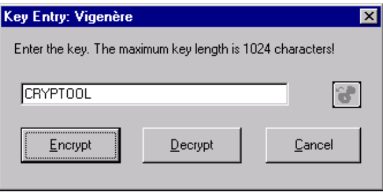 Key Entry: Vigenère
Enter the key. The maximum key length is 1024 characters!
CRYPTOOL
Encrypt
Decrypt
Cancel